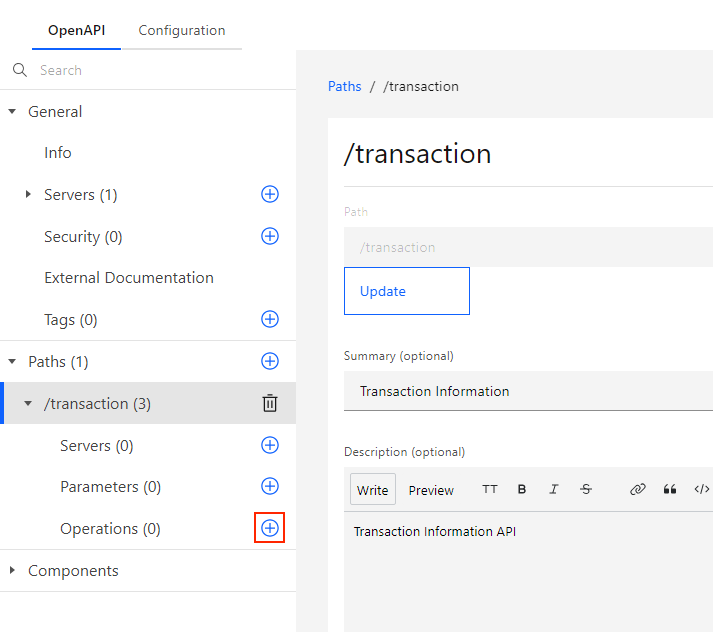 OpenAPI
Configuration
Search
General
Info
Servers (1)
Security (0)
External Documentation
Tags (0)
Paths (1)
/transaction (3)
Servers (0)
Parameters (0)
Operations (0)
Components
Paths / /transaction
/transaction
Path
/transaction
Update
Summary (optional)
Transaction Information
Description (optional)
Write Preview TT B I S
Transaction Information API